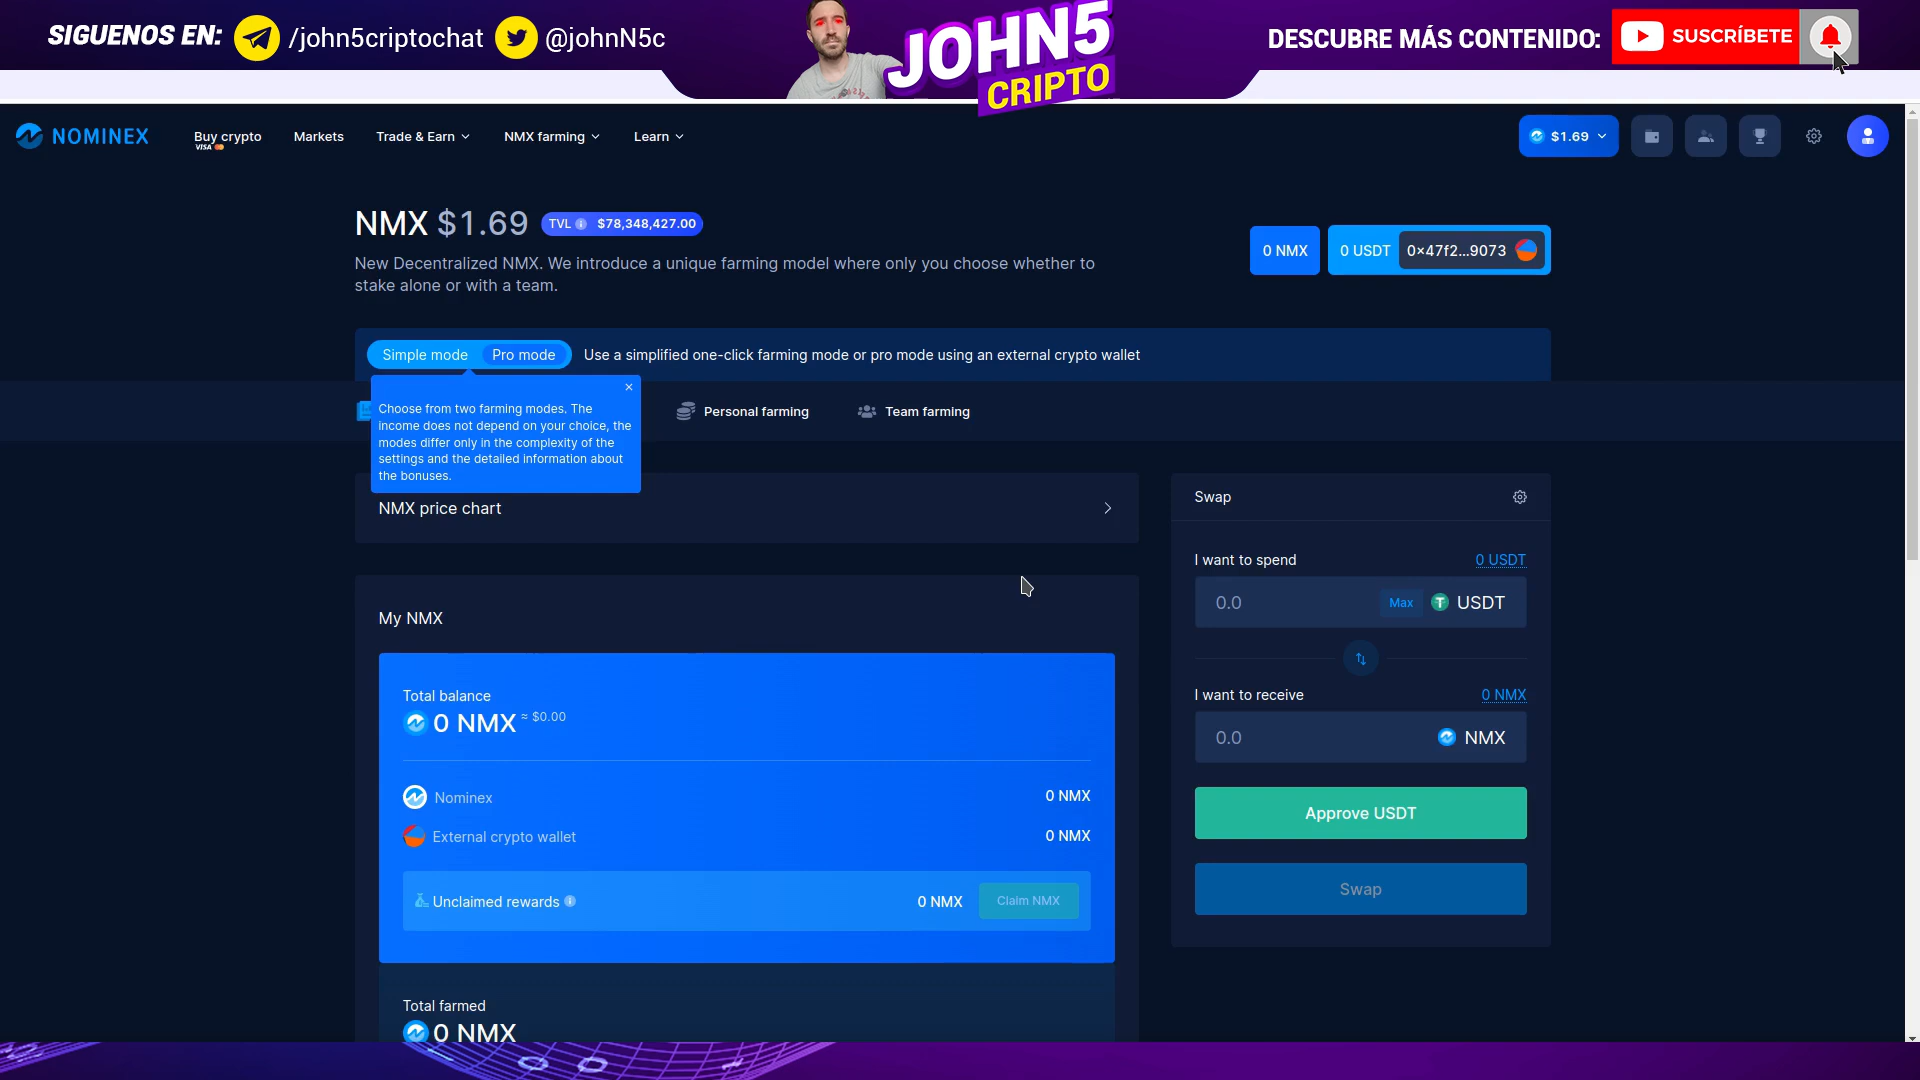 SIGUENOS EN: /john5criptochat @johnN5c
JOHN5
CRIPTO
DESCUBRE MÁS CONTENIDO: SUSCRÍBETE
NOMINEX
Buy crypto
VISA
Markets
Trade & Earn
NMX farming
Learn
$1.69
NMX $1.69 TVL $78,348,427.00
New Decentralized NMX. We introduce a unique farming model where only you choose whether to
stake alone or with a team.
0 NMX
0 USDT 0×47f2...9073
Simple mode Pro mode Use a simplified one-click farming mode or pro mode using an external crypto wallet
×
Choose from two farming modes. The
income does not depend on your choice, the
modes differ only in the complexity of the
settings and the detailed information about
the bonuses.
Personal farming
Team farming
NMX price chart
My NMX
Total balance
0 NMX ≈ $0.00
Nominex 0 NMX
External crypto wallet 0 NMX
Unclaimed rewards 0 NMX Claim NMX
Total farmed
0 NMX
Swap
I want to spend 0 USDT
0.0 Max USDT
I want to receive 0 NMX
0.0 NMX
Approve USDT
Swap